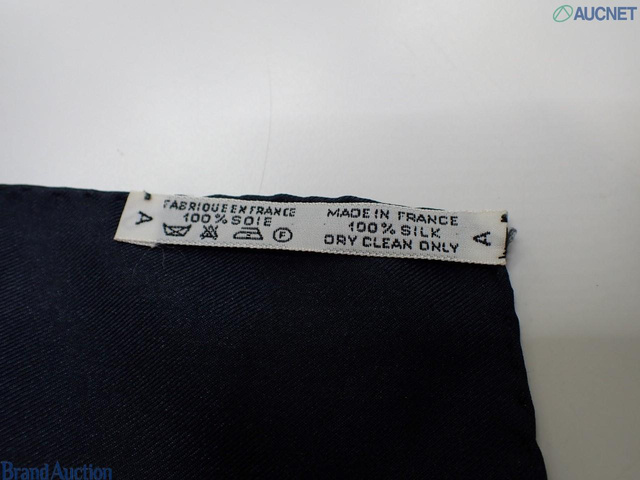 AUCNET
A
FABRIQUE EN FRANCE
100% SOIE
F
MADE IN FRANCE
100% SILK
DRY CLEAN ONLY
A
Brand Auction